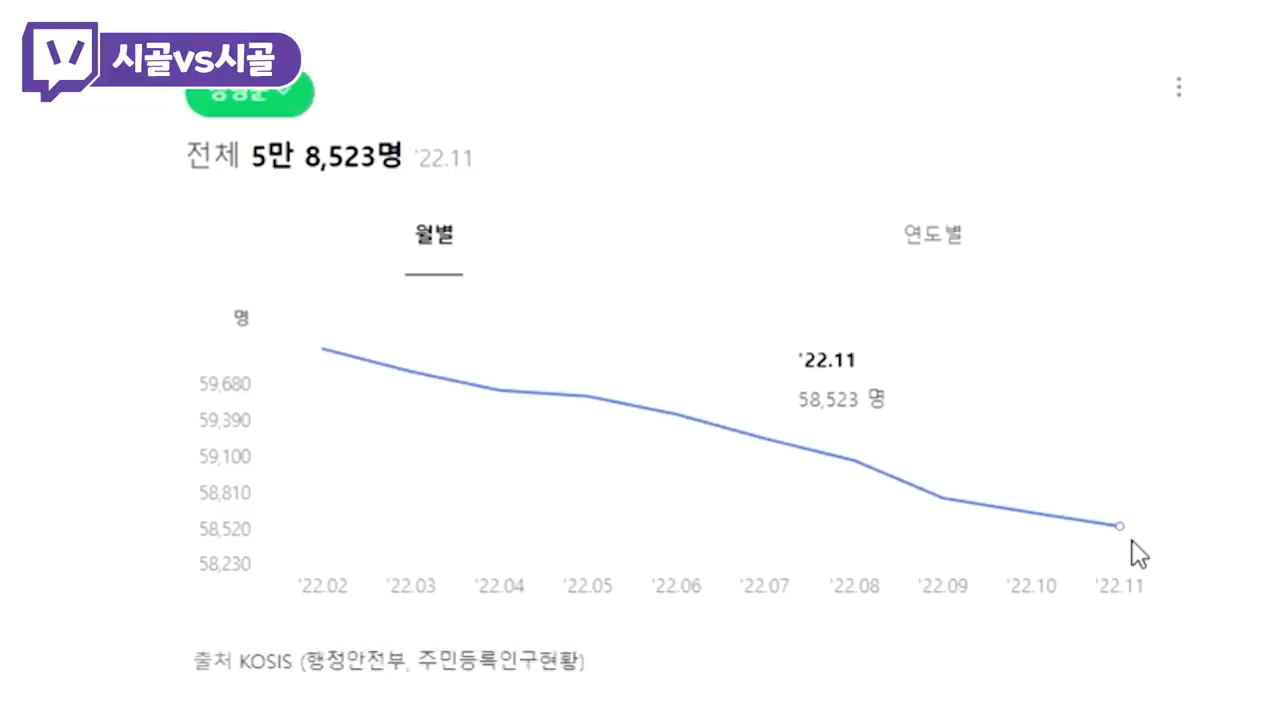 시골vs시골
전체 5만 8,523명 '22.11
월별 연도별
명
'22.11
58,523 명
59,680
59,390
59,100
58,810
58,520
58,230
'22.02 '22.03 '22.04 '22.05 '22.06 '22.07 '22.08 '22.09 '22.10 '22.11
출처 KOSIS (행정안전부, 주민등록인구현황)